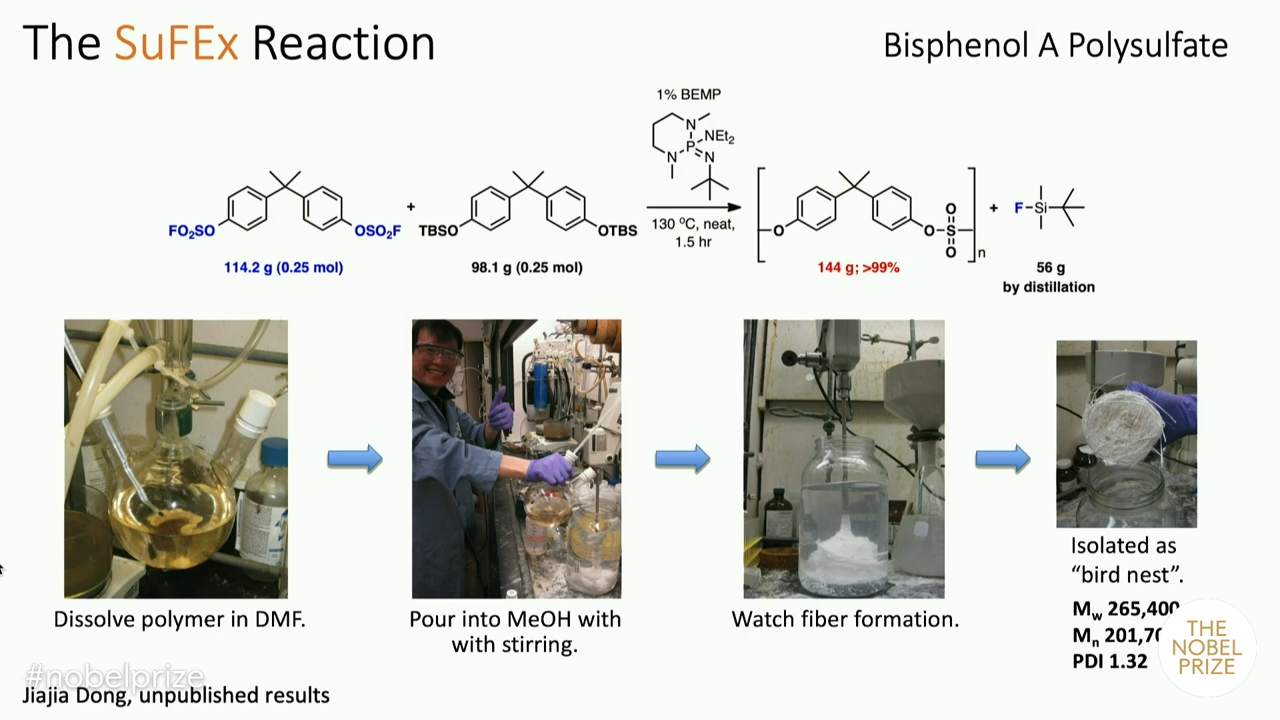 The SuFEx Reaction
Bisphenol A Polysulfate
1% BEMP
N
NEt₂
P
N
N
FO₂SO
OSO₂F
+
TBSO
OTBS
130 ºC, neat,
1.5 hr
O
O
O
S
O
n
+
F-Si
114.2 g (0.25 mol)
98.1 g (0.25 mol)
144 g; >99%
56 g
by distillation
Dissolve polymer in DMF.
Pour into MeOH with
with stirring.
Watch fiber formation.
Isolated as
“bird nest”.
Mw 265,400
Mn 201,70
PDI 1.32
THE
NOBEL
PRIZE
#nobelprize
Jiajia Dong, unpublished results